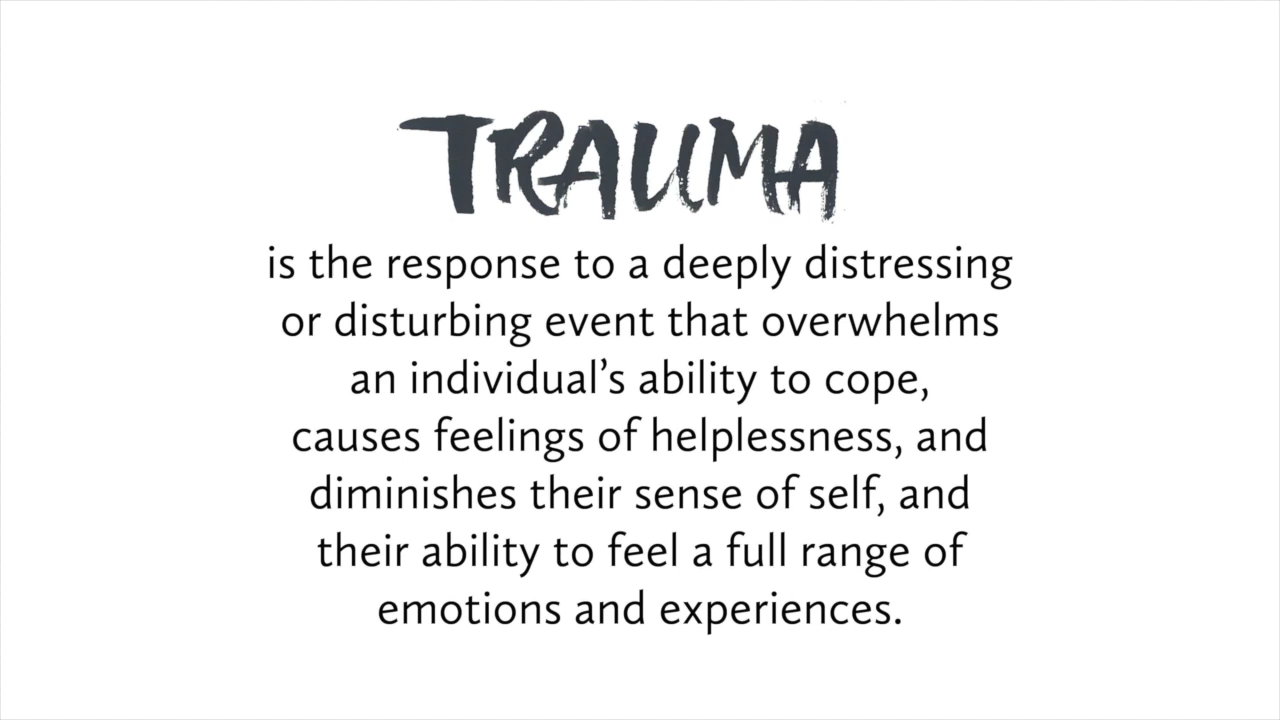 TRAUMA
is the response to a deeply distressing
or disturbing event that overwhelms
an individual’s ability to cope,
causes feelings of helplessness, and
diminishes their sense of self, and
their ability to feel a full range of
emotions and experiences.